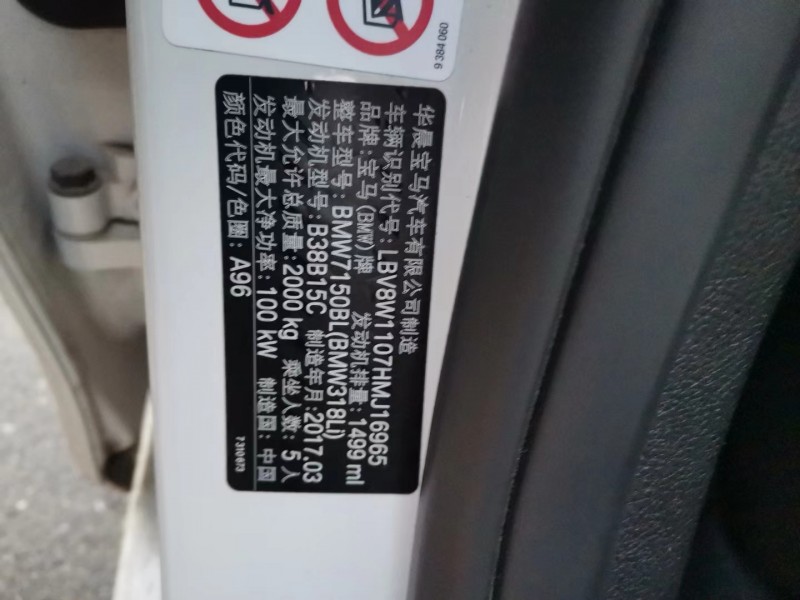 9 384 060
华晨宝马汽车有限公司制造
车辆识别代号: LBV8W1107HMJ16965
品牌: 宝马 (BMW) 牌 发动机排量: 1499 ml
整车型号: BMW7150BL(BMW318Li)
发动机型号: B38B15C 制造年月: 2017.03
最大允许总质量: 2000 kg 乘坐人数: 5 人
发动机最大净功率: 100 kW 制造国: 中国
颜色代码/色圈: A96
7310673